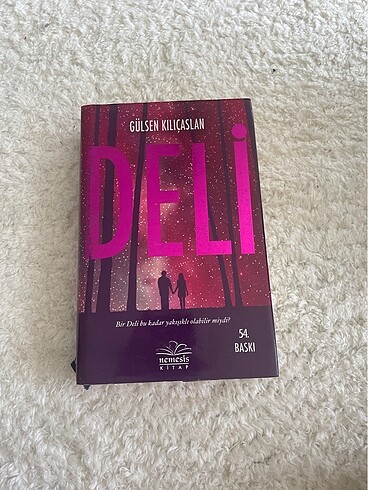 GÜLSEN KILIÇASLAN
DELİ
Bir Deli bu kadar yakışıklı olabilir miydi?
54.
BASKI
nemesis
KİTAP